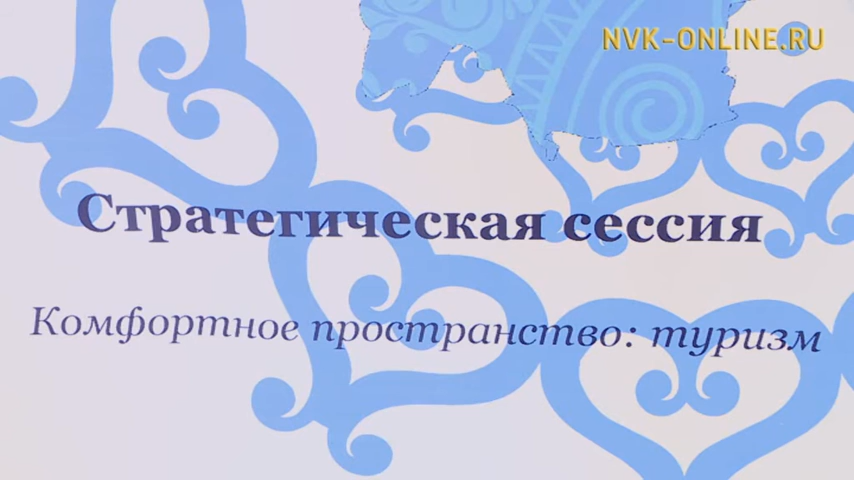 NVK-ONLINE.RU
Стратегическая сессия
Комфортное пространство: туризм